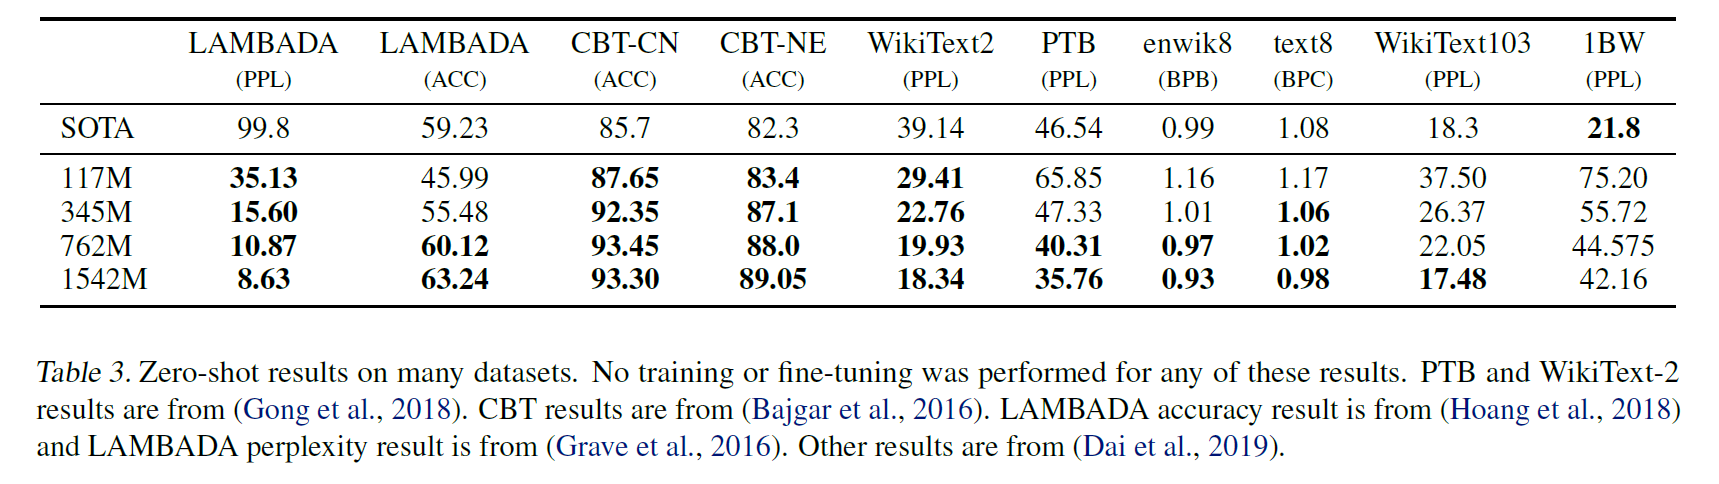 LAMBADA LAMBADA CBT-CN CBT-NE WikiText2 PTB enwik8 text8 WikiText103 1BW
(PPL) (ACC) (ACC) (ACC) (PPL) (PPL) (BPB) (BPC) (PPL) (PPL)
SOTA 99.8 59.23 85.7 82.3 39.14 46.54 0.99 1.08 18.3 21.8
117M 35.13 45.99 87.65 83.4 29.41 65.85 1.16 1.17 37.50 75.20
345M 15.60 55.48 92.35 87.1 22.76 47.33 1.01 1.06 26.37 55.72
762M 10.87 60.12 93.45 88.0 19.93 40.31 0.97 1.02 22.05 44.575
1542M 8.63 63.24 93.30 89.05 18.34 35.76 0.93 0.98 17.48 42.16
Table 3. Zero-shot results on many datasets. No training or fine-tuning was performed for any of these results. PTB and WikiText-2
results are from (Gong et al., 2018). CBT results are from (Bajgar et al., 2016). LAMBADA accuracy result is from (Hoang et al., 2018)
and LAMBADA perplexity result is from (Grave et al., 2016). Other results are from (Dai et al., 2019).